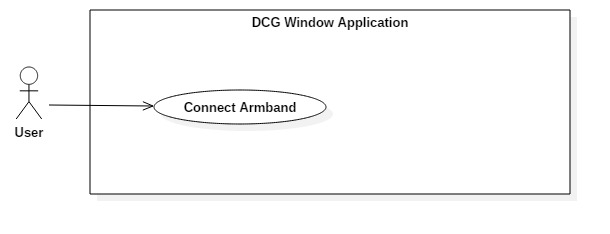 DCG Window Application
Connect Armband
User